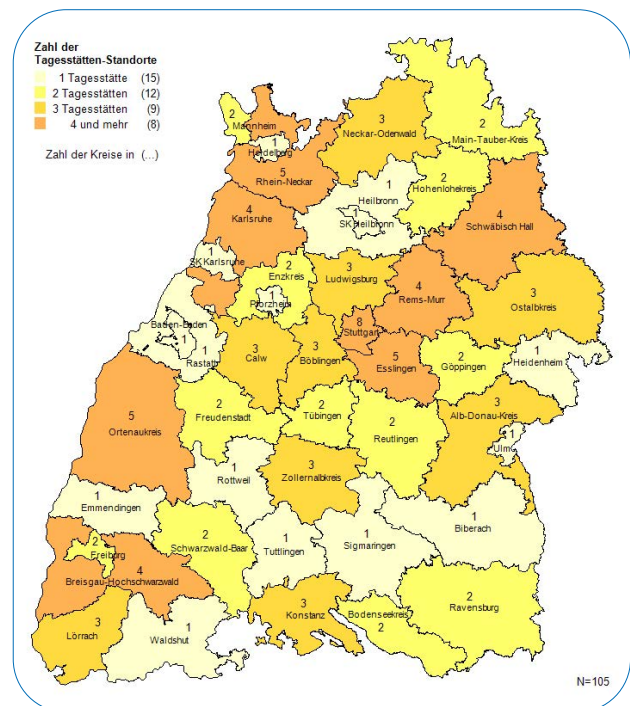 Zahl der
Tagesstätten-Standorte
1 Tagesstätte (15)
2 Tagesstätten (12)
3 Tagesstätten (9)
4 und mehr (8)
Zahl der Kreise in (...)
2
Mannheim
1
Heidelberg
3
Neckar-Odenwald
2
Main-Tauber-Kreis
5
Rhein-Neckar
1
Heilbronn
2
Hohenlohekreis
1
SK Heilbronn
4
Karlsruhe
4
Schwäbisch Hall
1
SK Karlsruhe
2
Enzkreis
3
Ludwigsburg
4
Rems-Murr
3
Ostalbkreis
1
Pforzheim
Baden-Baden
1
1
Rastatt
8
Stuttgart
3
Calw
3
Böblingen
5
Esslingen
2
Göppingen
1
Heidenheim
5
Ortenaukreis
2
Freudenstadt
2
Tübingen
2
Reutlingen
3
Alb-Donau-Kreis
1
Ulm
1
Rottweil
3
Zollernalbkreis
1
Emmendingen
2
Schwarzwald-Baar
1
Tuttlingen
1
Sigmaringen
1
Biberach
2
Freiburg
4
Breisgau-Hochschwarzwald
3
Lörrach
1
Waldshut
3
Konstanz
Bodenseekreis
2
2
Ravensburg
N=105